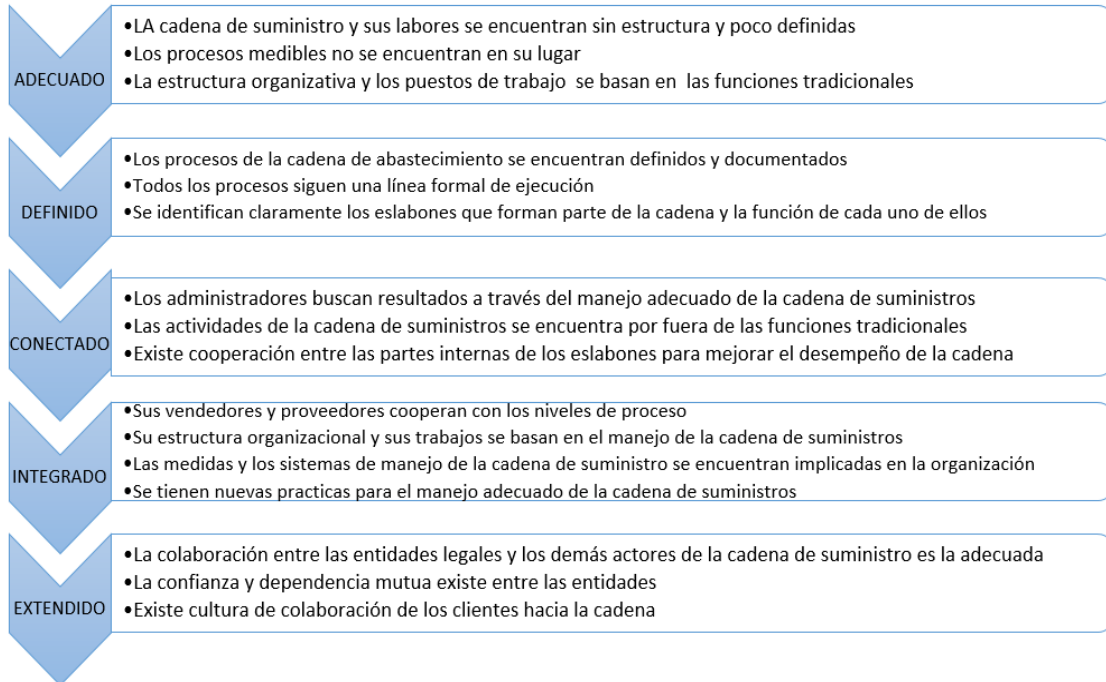 ADECUADO
•LA cadena de suministro y sus labores se encuentran sin estructura y poco definidas
•Los procesos medibles no se encuentran en su lugar
•La estructura organizativa y los puestos de trabajo se basan en las funciones tradicionales
DEFINIDO
•Los procesos de la cadena de abastecimiento se encuentran definidos y documentados
•Todos los procesos siguen una línea formal de ejecución
•Se identifican claramente los eslabones que forman parte de la cadena y la función de cada uno de ellos
CONECTADO
•Los administradores buscan resultados a través del manejo adecuado de la cadena de suministros
•Las actividades de la cadena de suministros se encuentra por fuera de las funciones tradicionales
•Existe cooperación entre las partes internas de los eslabones para mejorar el desempeño de la cadena
INTEGRADO
•Sus vendedores y proveedores cooperan con los niveles de proceso
•Su estructura organizacional y sus trabajos se basan en el manejo de la cadena de suministros
•Las medidas y los sistemas de manejo de la cadena de suministro se encuentran implicadas en la organización
•Se tienen nuevas practicas para el manejo adecuado de la cadena de suministros
EXTENDIDO
•La colaboración entre las entidades legales y los demás actores de la cadena de suministro es la adecuada
•La confianza y dependencia mutua existe entre las entidades
•Existe cultura de colaboración de los clientes hacia la cadena